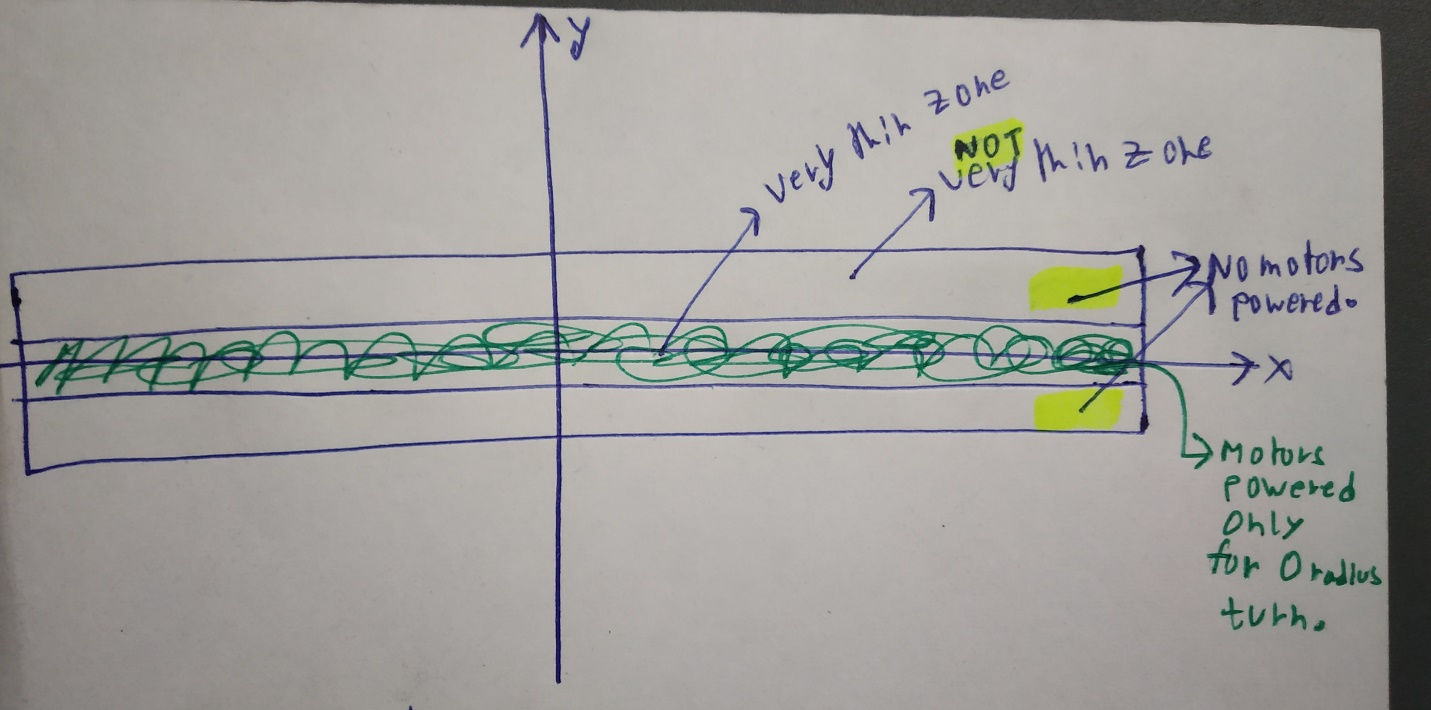 y
very thin zone
NOT
very thin zone
No motors
powered.
x
Motors
powered
only
for 0 radius
turn.